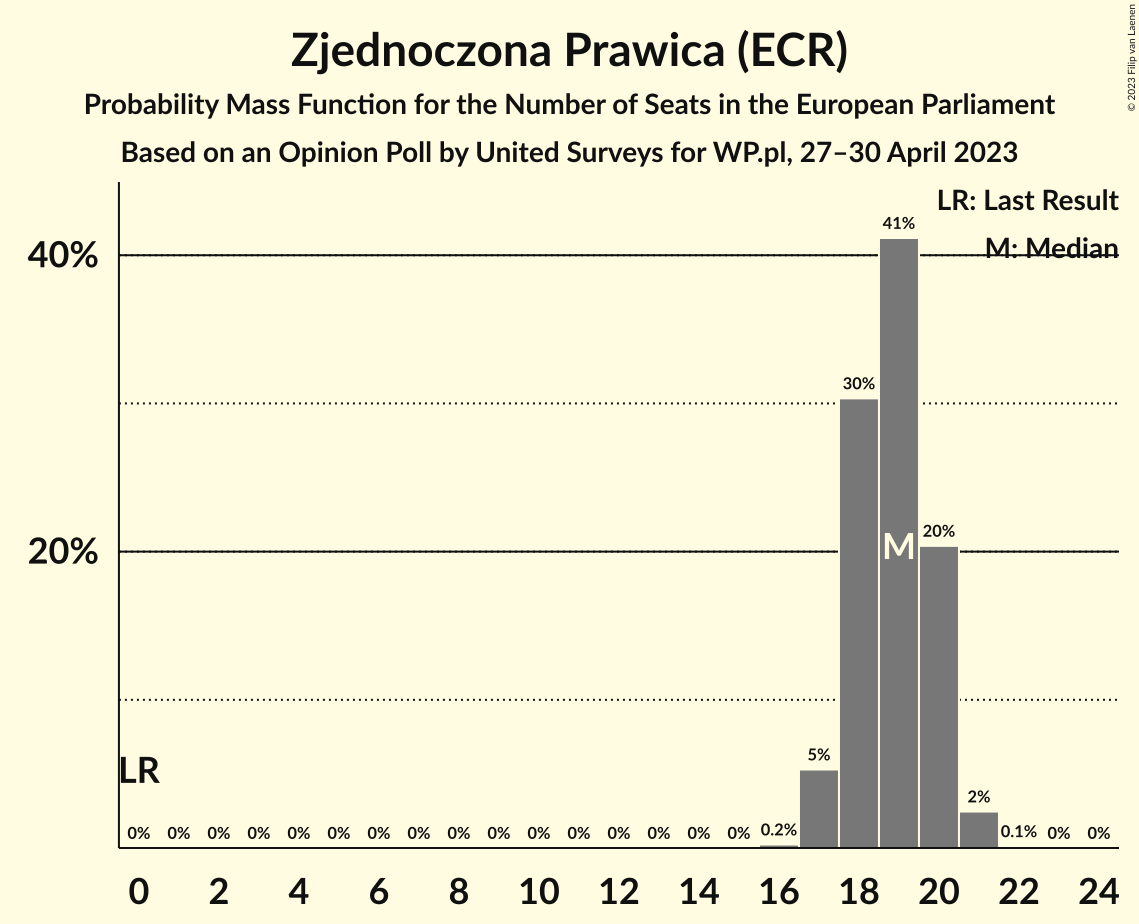 Zjednoczona Prawica (ECR)
Probability Mass Function for the Number of Seats in the European Parliament
Based on an Opinion Poll by United Surveys for WP.pl, 27–30 April 2023
© 2023 Filip van Laenen
LR: Last Result
M: Median
40%
20%
41%
30%
M
20%
LR
5%
2%
0% 0% 0% 0% 0% 0% 0% 0% 0% 0% 0% 0% 0% 0% 0% 0% 0.2% 0.1% 0% 0%
0 2 4 6 8 10 12 14 16 18 20 22 24